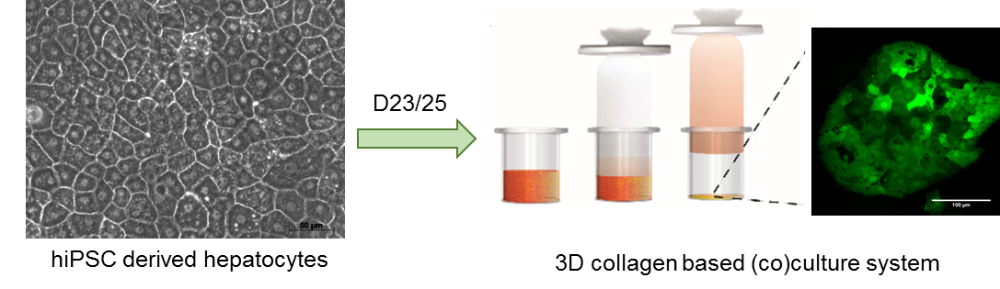 D23/25
50 µm
100 µm
hiPSC derived hepatocytes
3D collagen based (co)culture system